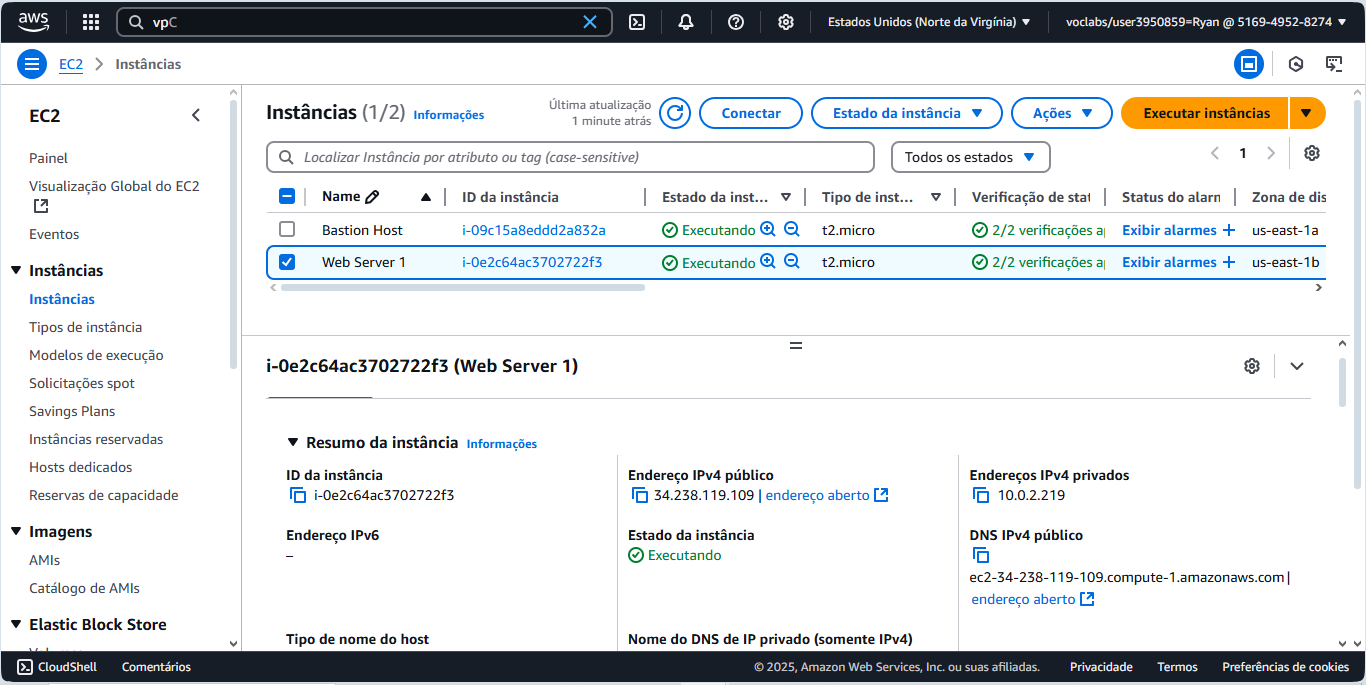 aws
vpC
Estados Unidos (Norte da Virgínia)
voclabs/user3950859=Ryan @ 5169-4952-8274
EC2
Instâncias
EC2
Painel
Visualização Global do EC2
Eventos
Instâncias
Instâncias
Tipos de instância
Modelos de execução
Solicitações spot
Savings Plans
Instâncias reservadas
Hosts dedicados
Reservas de capacidade
Imagens
AMIs
Catálogo de AMIs
Elastic Block Store
Instâncias (1/2) Informações
Última atualização
1 minute atrás
Conectar
Estado da instância
Ações
Executar instâncias
Localizar Instância por atributo ou tag (case-sensitive)
Todos os estados
1
Name ID da instância Estado da inst... Tipo de inst... Verificação de stat Status do alarn Zona de dis
Bastion Host i-09c15a8eddd2a832a Executando t2.micro 2/2 verificações a Exibir alarmes + us-east-1a
Web Server 1 i-0e2c64ac3702722f3 Executando t2.micro 2/2 verificações a Exibir alarmes + us-east-1b
i-0e2c64ac3702722f3 (Web Server 1)
Resumo da instância Informações
ID da instância
i-0e2c64ac3702722f3
Endereço IPv4 público
34.238.119.109 | endereço aberto
Endereços IPv4 privados
10.0.2.219
Endereço IPv6
–
Estado da instância
Executando
DNS IPv4 público
ec2-34-238-119-109.compute-1.amazonaws.com |
endereço aberto
Tipo de nome do host
Nome do DNS de IP privado (somente IPv4)
CloudShell
Comentários
© 2025, Amazon Web Services, Inc. ou suas afiliadas.
Privacidade
Termos
Preferências de cookies